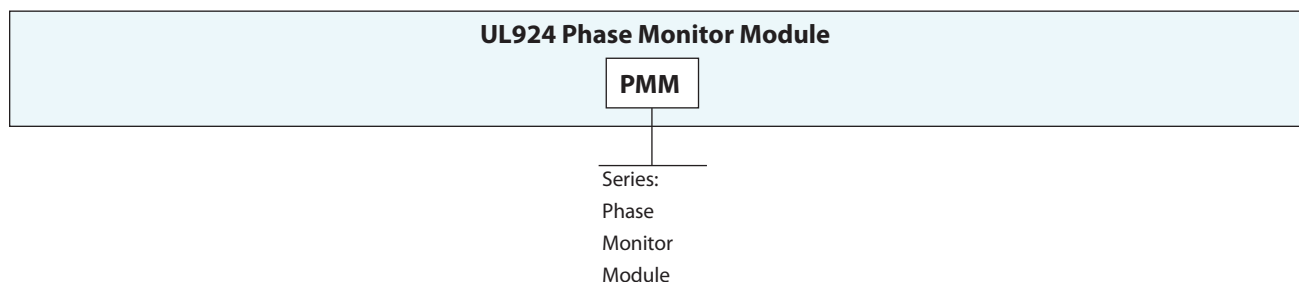 UL924 Phase Monitor Module
PMM
Series:
Phase
Monitor
Module